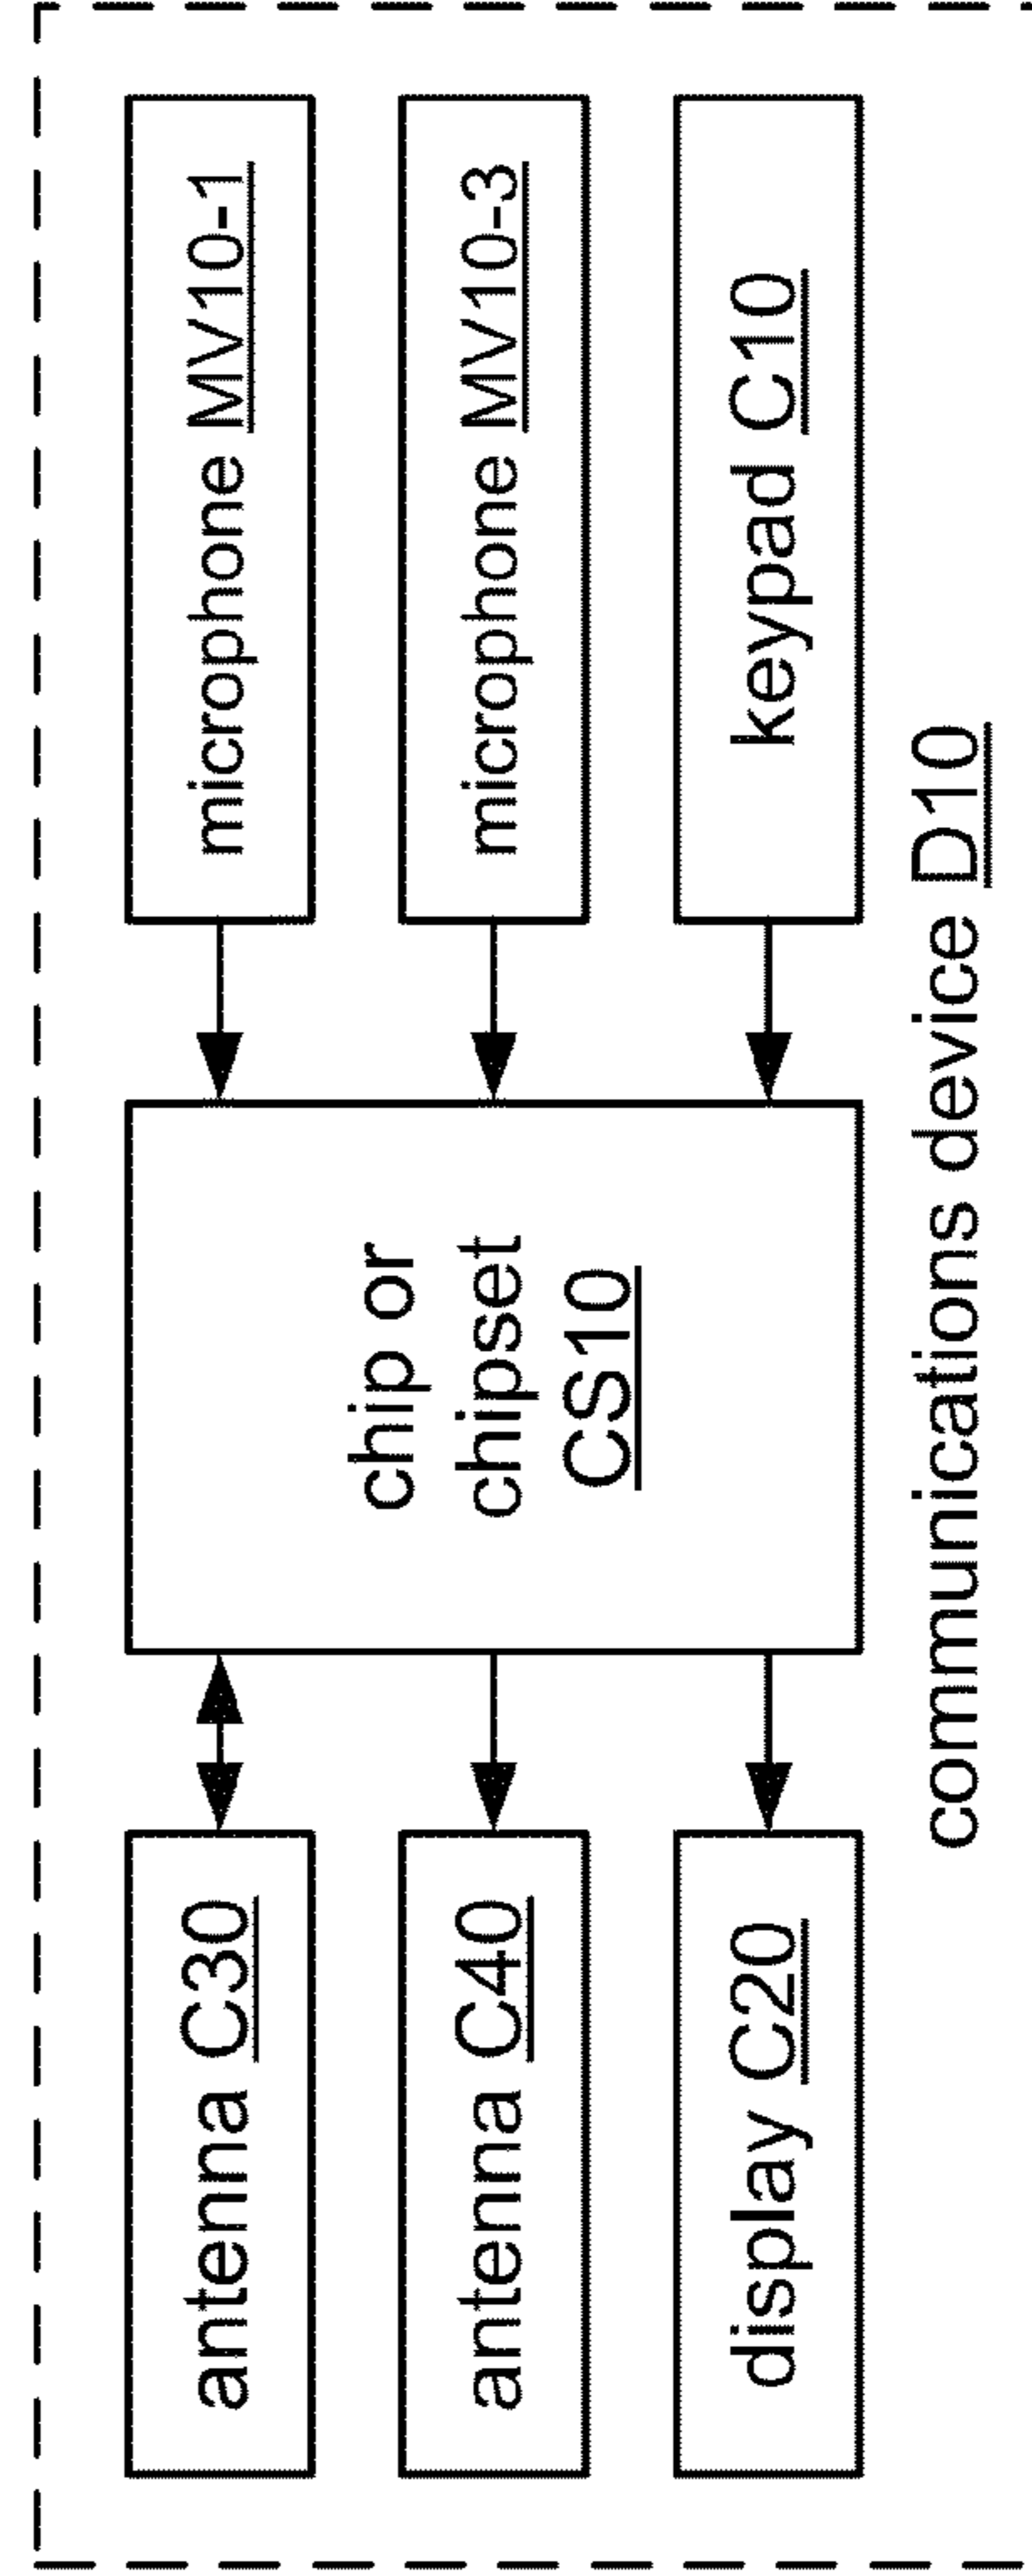 antenna C30
antenna C40
display C20
chip or
chipset
CS10
microphone MV10-1
microphone MV10-3
keypad C10
communications device D10